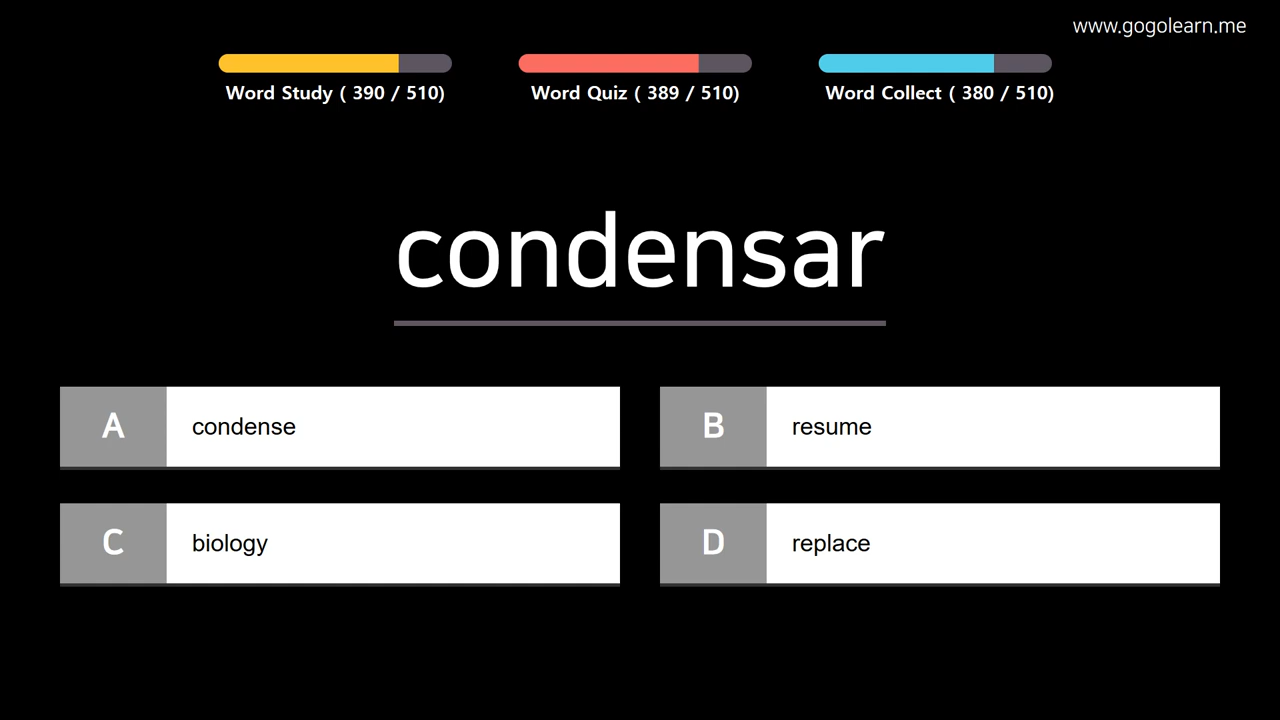 www.gogolearn.me
Word Study ( 390 / 510)
Word Quiz ( 389 / 510)
Word Collect ( 380 / 510)
condensar
A condense
B resume
C biology
D replace